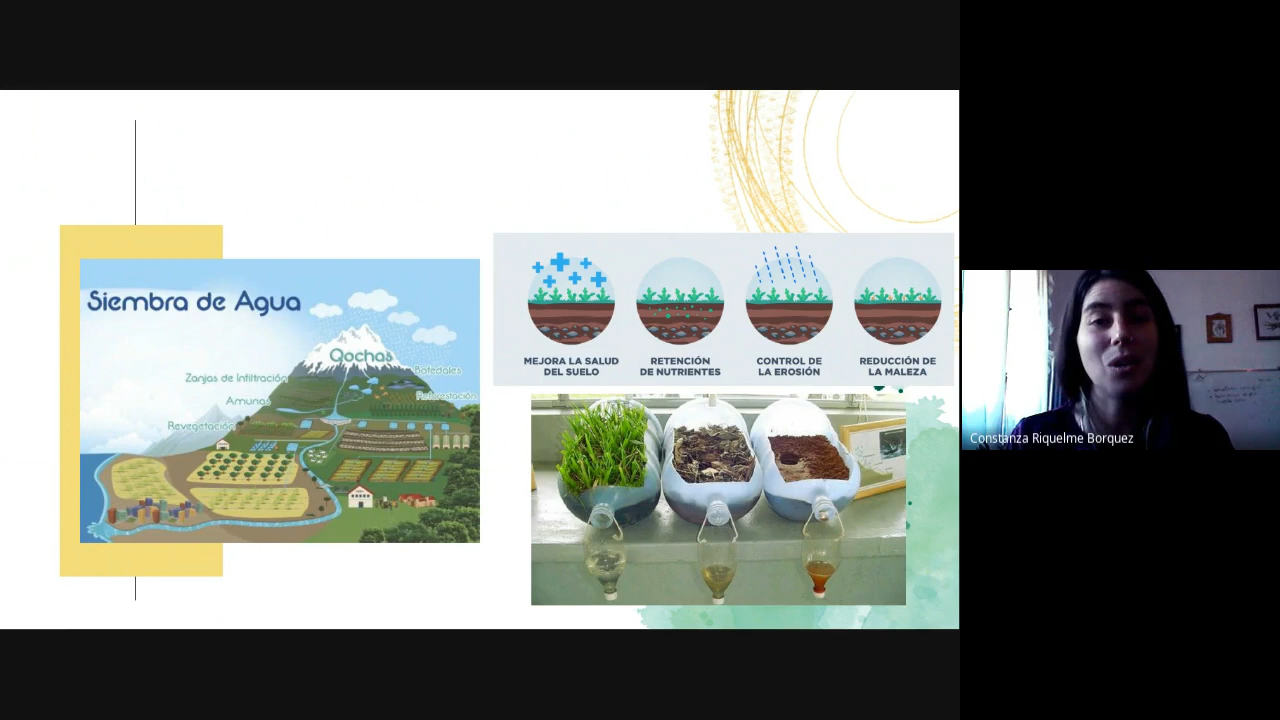 Siembra de Agua
Qochas
Zanjas de Infiltración
Bofedales
Amunas
Reforestación
Revegetación
MEJORA LA SALUD
DEL SUELO
RETENCIÓN
DE NUTRIENTES
CONTROL DE
LA EROSIÓN
REDUCCIÓN DE
LA MALEZA
Constanza Riquelme Borquez